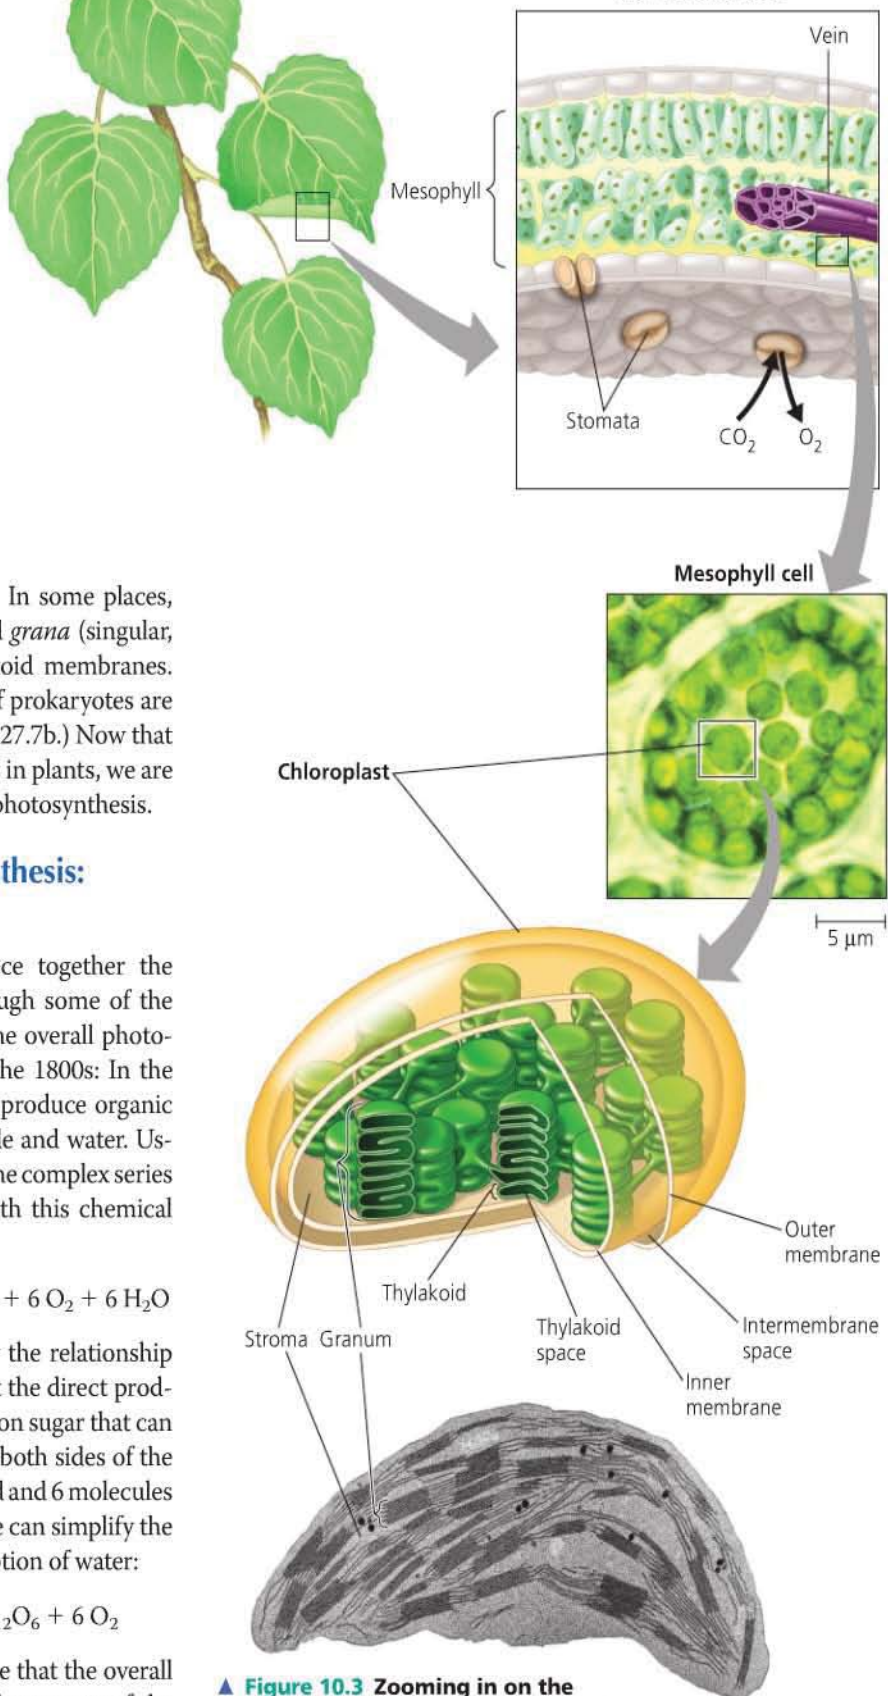 Vein
Mesophyll
Stomata
CO2
O2
Mesophyll cell
In some places,
grana (singular,
oid membranes.
f prokaryotes are
27.7b.) Now that
in plants, we are
photosynthesis.
Chloroplast
thesis:
5 μm
ce together the
ugh some of the
ne overall photo-
he 1800s: In the
produce organic
le and water. Us-
ne complex series
th this chemical
+ 6 O2 + 6 H2O
the relationship
t the direct prod-
on sugar that can
both sides of the
d and 6 molecules
e can simplify the
ption of water:
2O6 + 6 O2
e that the overall
Outer
membrane
Thylakoid
Intermembrane
space
Stroma
Granum
Thylakoid
space
Inner
membrane
▲ Figure 10.3 Zooming in on the